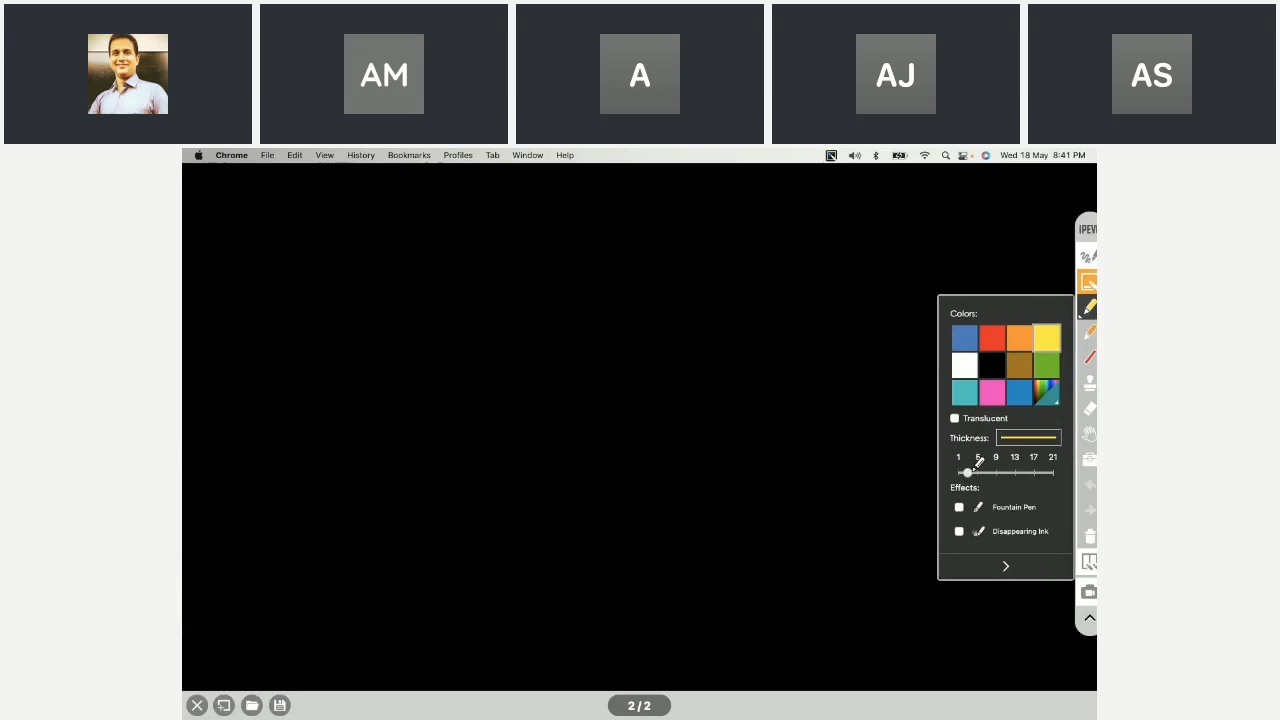 AM
A
AJ
AS
Chrome File Edit View History Bookmarks Profiles Tab Window Help Wed 18 May 8:41 PM
Colors:
Translucent
Thickness:
1 5 9 13 17 21
Effects:
Fountain Pen
Disappearing Ink
2 / 2